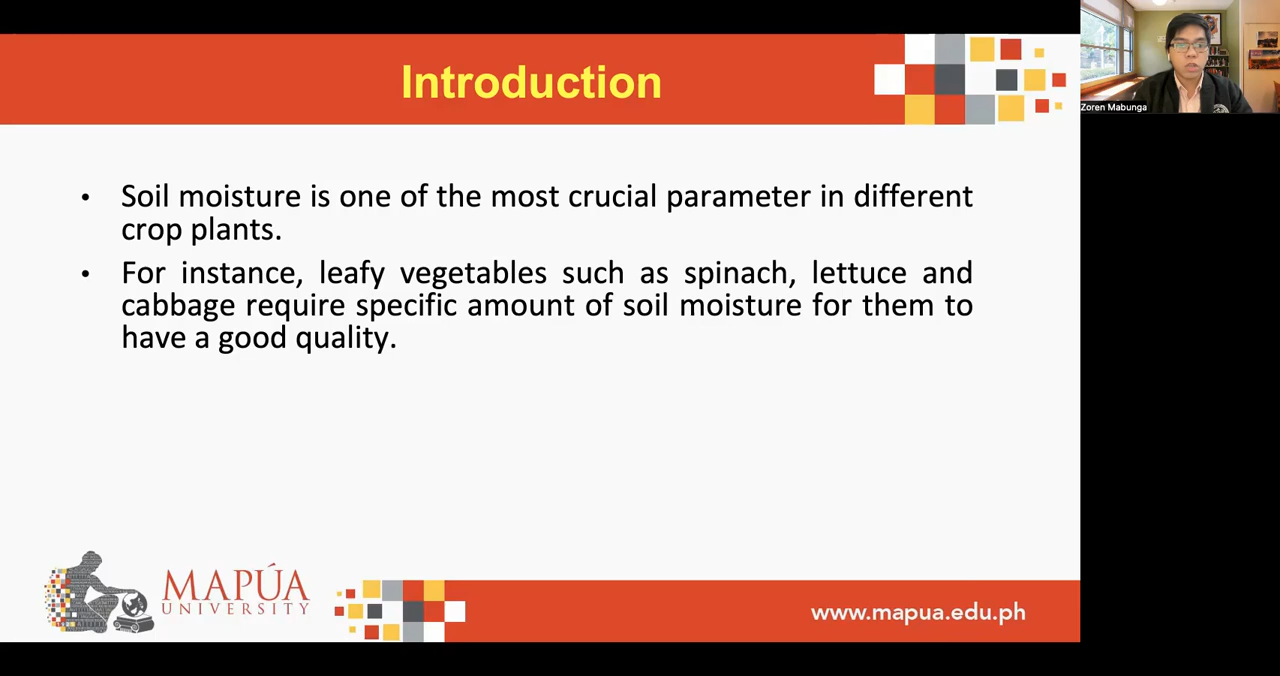 Introduction
Zoren Mabunga
• Soil moisture is one of the most crucial parameter in different
crop plants.
• For instance, leafy vegetables such as spinach, lettuce and
cabbage require specific amount of soil moisture for them to
have a good quality.
MAPÚA
UNIVERSITY
www.mapua.edu.ph